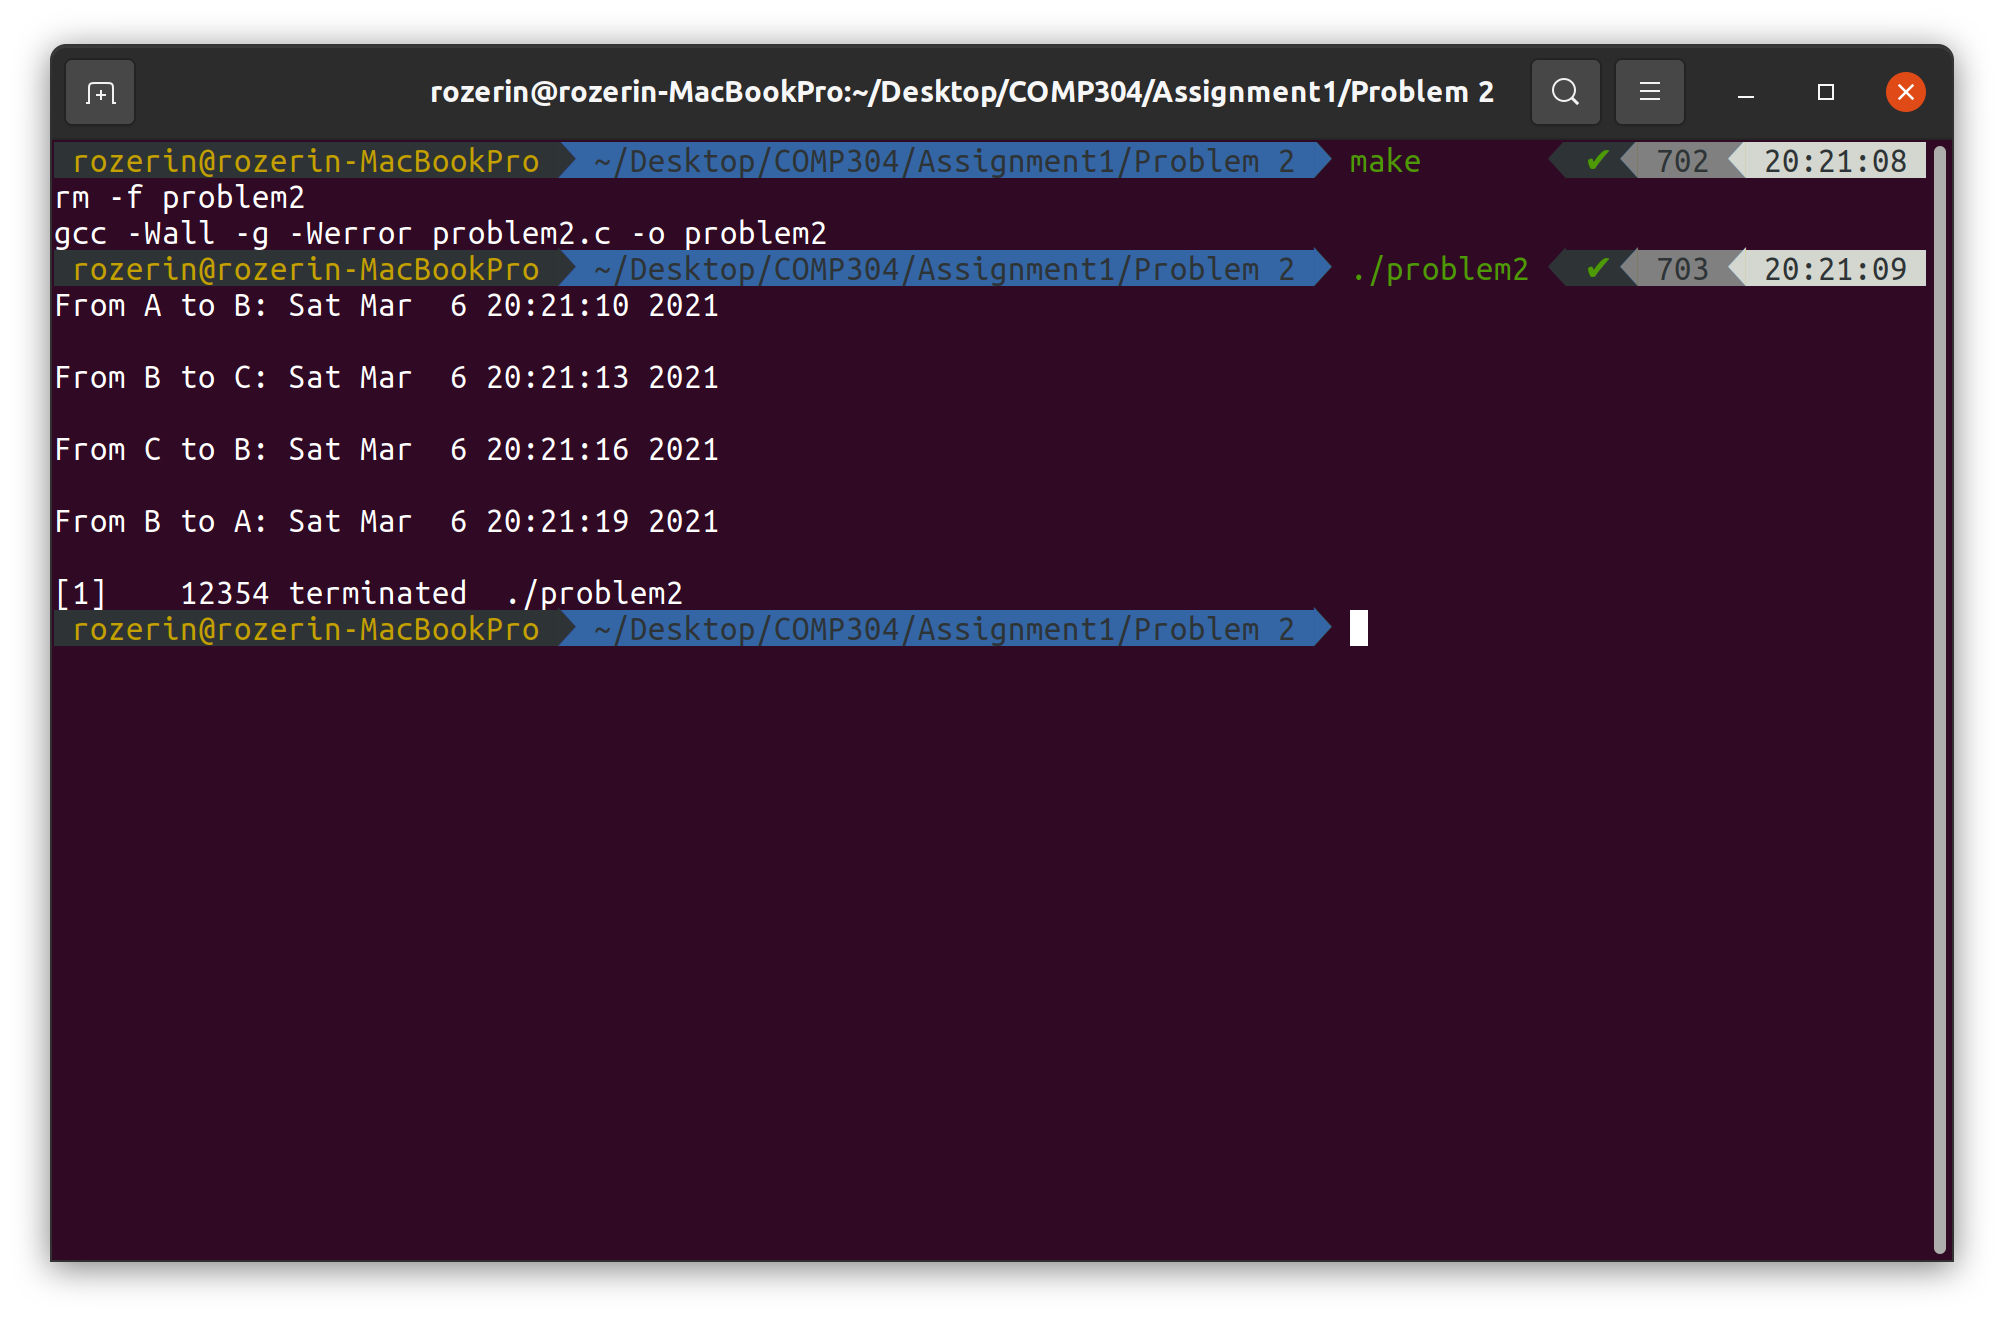 rozerin@rozerin-MacBookPro:~/Desktop/COMP304/Assignment1/Problem 2
rozerin@rozerin-MacBookPro ~/Desktop/COMP304/Assignment1/Problem 2 make ✔ 702 20:21:08
rm -f problem2
gcc -Wall -g -Werror problem2.c -o problem2
rozerin@rozerin-MacBookPro ~/Desktop/COMP304/Assignment1/Problem 2 ./problem2 ✔ 703 20:21:09
From A to B: Sat Mar  6 20:21:10 2021
From B to C: Sat Mar  6 20:21:13 2021
From C to B: Sat Mar  6 20:21:16 2021
From B to A: Sat Mar  6 20:21:19 2021
[1]    12354 terminated  ./problem2
rozerin@rozerin-MacBookPro ~/Desktop/COMP304/Assignment1/Problem 2